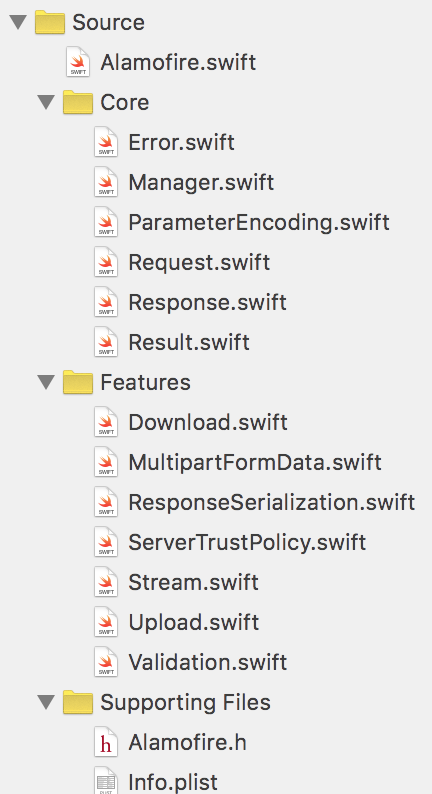 Source
Alamofire.swift
Core
Error.swift
Manager.swift
ParameterEncoding.swift
Request.swift
Response.swift
Result.swift
Features
Download.swift
MultipartFormData.swift
ResponseSerialization.swift
ServerTrustPolicy.swift
Stream.swift
Upload.swift
Validation.swift
Supporting Files
Alamofire.h
Info.plist